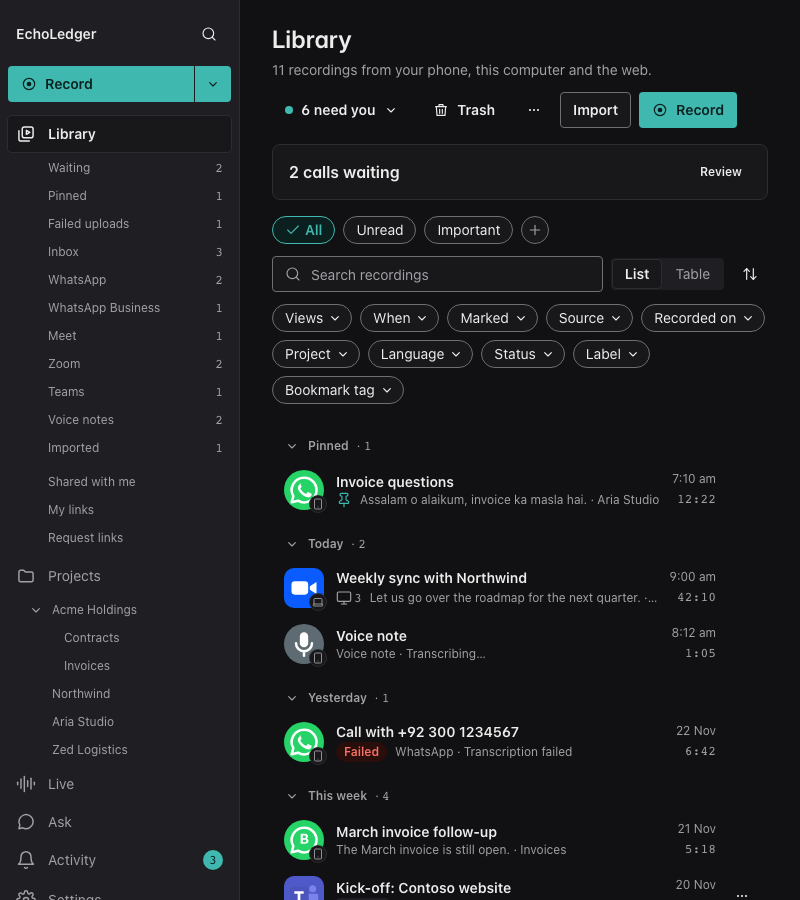 EchoLedger
Record
Library
Waiting 2
Pinned 1
Failed uploads 1
Inbox 3
WhatsApp 2
WhatsApp Business 1
Meet 1
Zoom 2
Teams 1
Voice notes 2
Imported 1
Shared with me
My links
Request links
Projects
Acme Holdings
Contracts
Invoices
Northwind
Aria Studio
Zed Logistics
Live
Ask
Activity 3
Settings
Library
11 recordings from your phone, this computer and the web.
6 need you Trash ... Import Record
2 calls waiting Review
All Unread Important +
Search recordings List Table
Views When Marked Source Recorded on
Project Language Status Label
Bookmark tag
Pinned · 1
Invoice questions 7:10 am
Assalam o alaikum, invoice ka masla hai. · Aria Studio 12:22
Today · 2
Weekly sync with Northwind 9:00 am
3 Let us go over the roadmap for the next quarter. ·... 42:10
Voice note 8:12 am
Voice note · Transcribing... 1:05
Yesterday · 1
Call with +92 300 1234567 22 Nov
Failed WhatsApp · Transcription failed 6:42
This week · 4
March invoice follow-up 21 Nov
The March invoice is still open. · Invoices 5:18
Kick-off: Contoso website 20 Nov
...